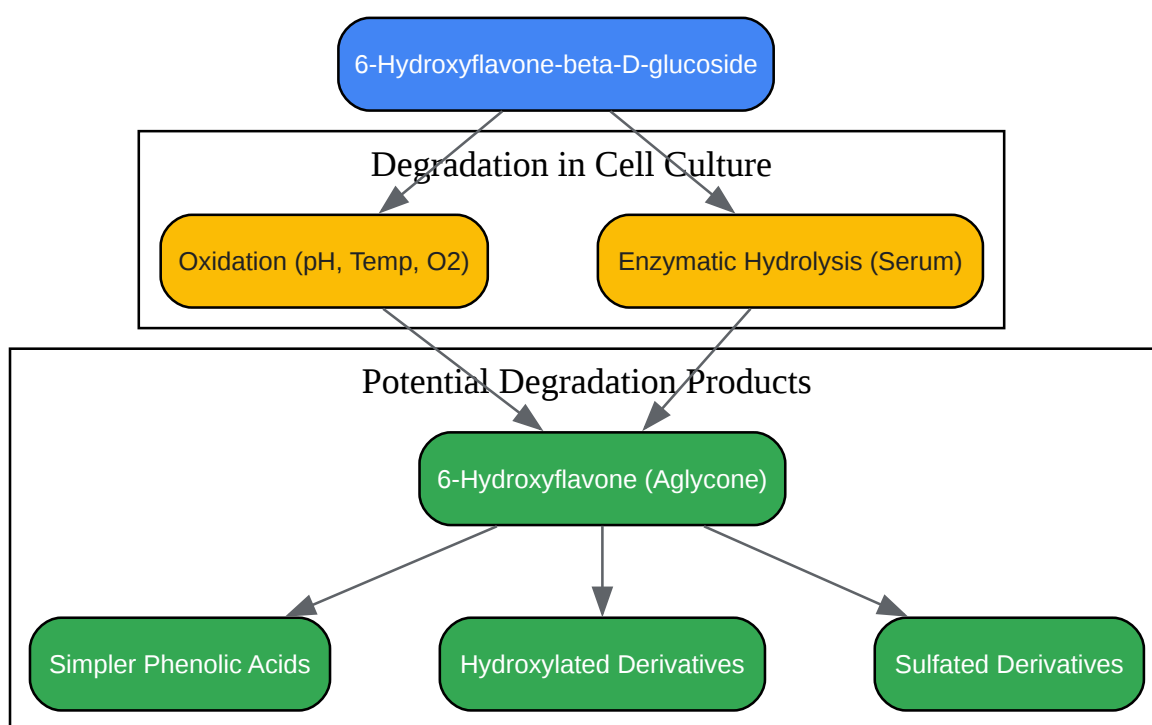 6-Hydroxyflavone-beta-D-glucoside
Degradation in Cell Culture
Oxidation (pH, Temp, O2)
Enzymatic Hydrolysis (Serum)
Potential Degradation Products
6-Hydroxyflavone (Aglycone)
Simpler Phenolic Acids
Hydroxylated Derivatives
Sulfated Derivatives